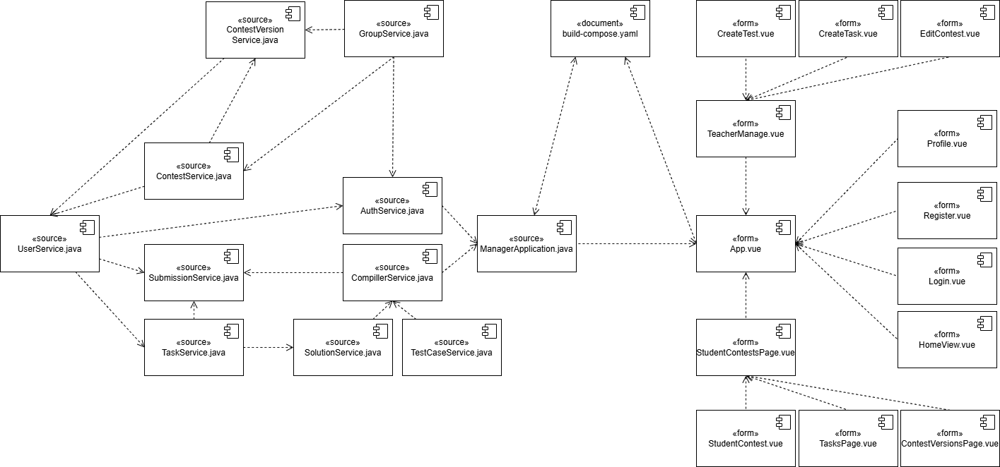 «source»
ContestVersion
Service.java
«source»
GroupService.java
«document»
build-compose.yaml
«form»
CreateTest.vue
«form»
CreateTask.vue
«form»
EditContest.vue
«form»
TeacherManage.vue
«form»
Profile.vue
«source»
ContestService.java
«source»
AuthService.java
«form»
Register.vue
«source»
UserService.java
«source»
ManagerApplication.java
«form»
App.vue
«source»
SubmissionService.java
«source»
CompillerService.java
«form»
Login.vue
«source»
TaskService.java
«source»
SolutionService.java
«source»
TestCaseService.java
«form»
StudentContestsPage.vue
«form»
HomeView.vue
«form»
StudentContest.vue
«form»
TasksPage.vue
«form»
ContestVersionsPage.vue